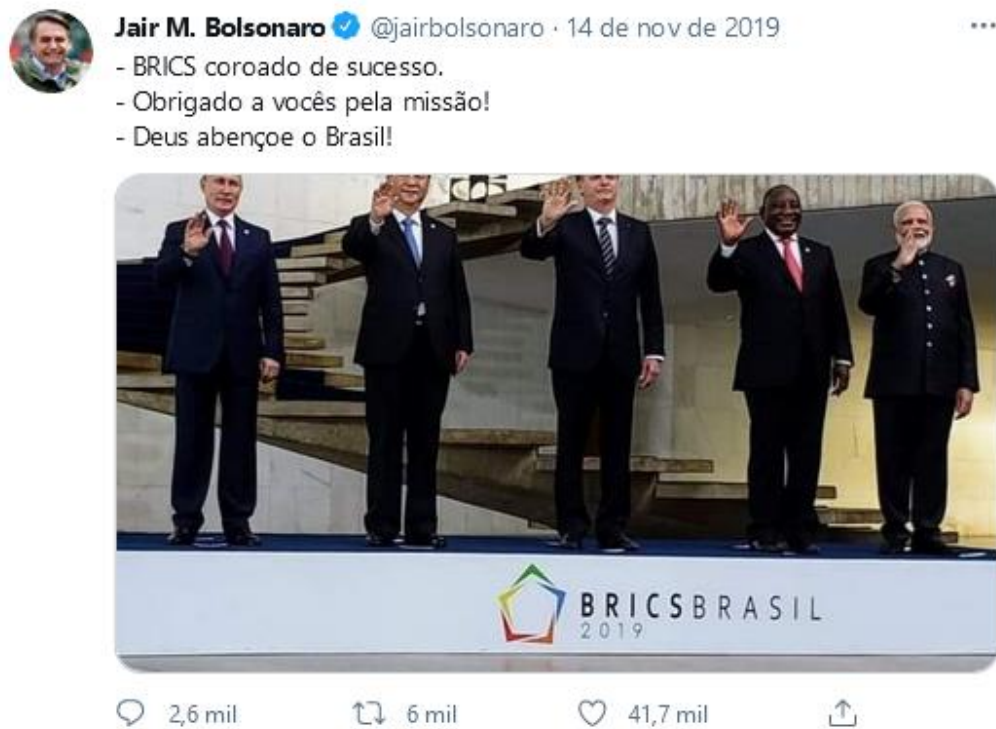 Jair M. Bolsonaro @jairbolsonaro · 14 de nov de 2019
- BRICS coroado de sucesso.
- Obrigado a vocês pela missão!
- Deus abençoe o Brasil!
BRICSBRASIL
2019
2,6 mil 6 mil 41,7 mil